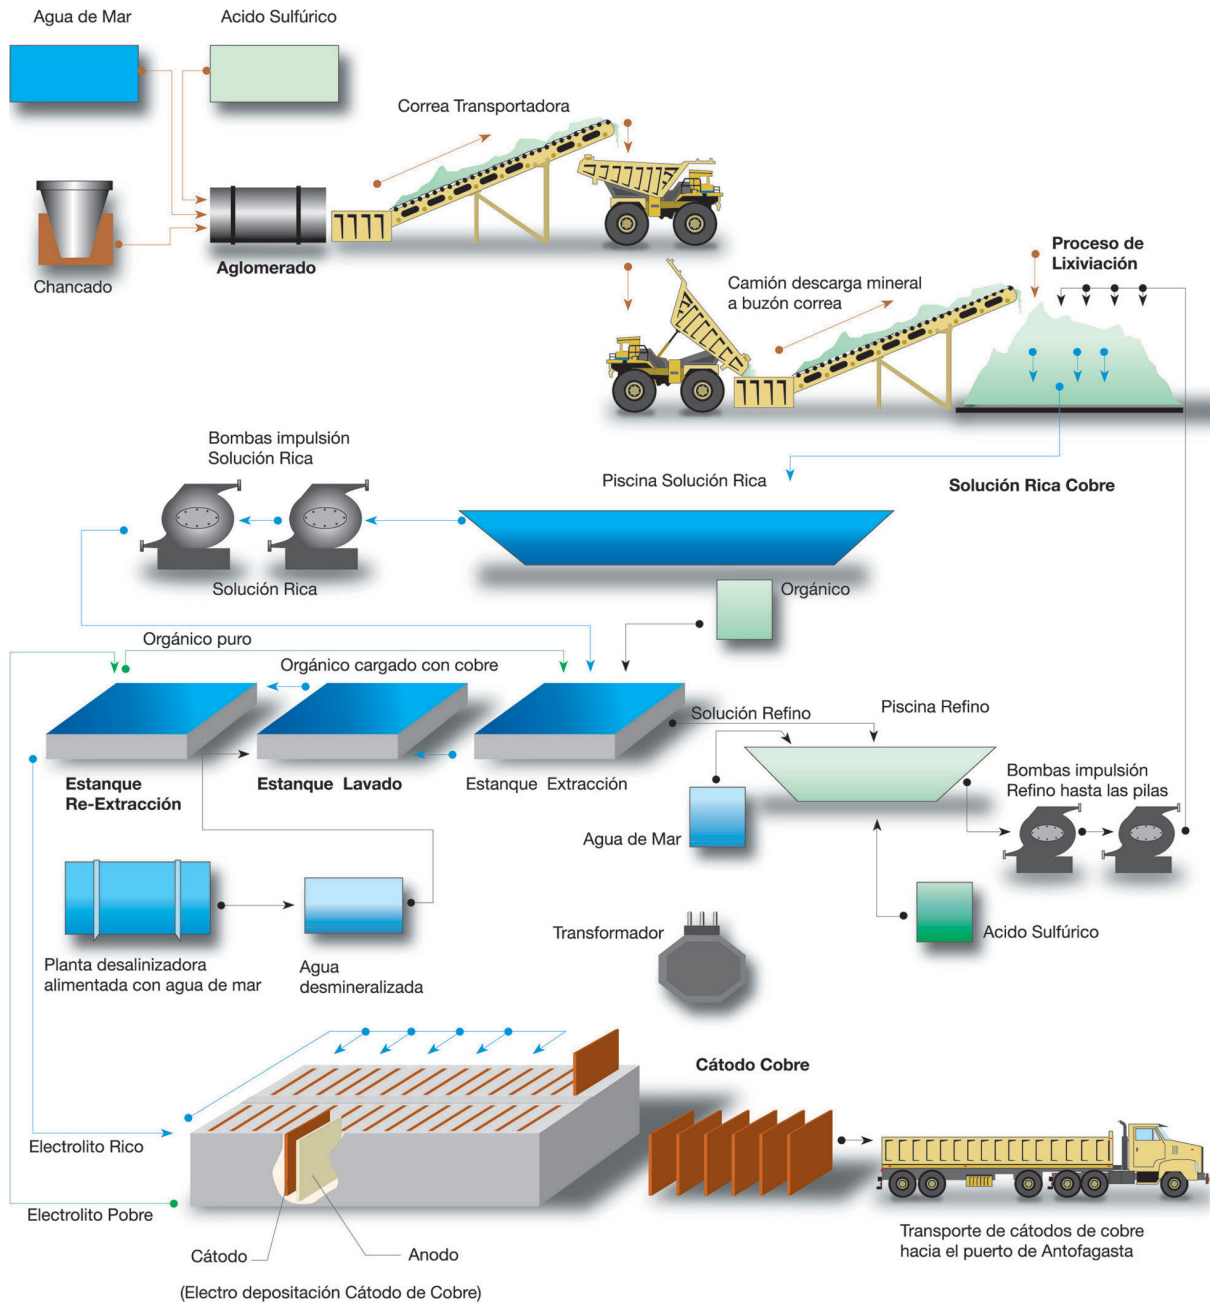 Agua de Mar
Acido Sulfúrico
Correa Transportadora
Chancado
Aglomerado
Proceso de
Lixiviación
Camión descarga mineral
a buzón correa
Bombas impulsión
Solución Rica
Piscina Solución Rica
Solución Rica Cobre
Solución Rica
Orgánico
Orgánico puro
Orgánico cargado con cobre
Solución Refino
Piscina Refino
Estanque
Re-Extracción
Estanque Lavado
Estanque Extracción
Bombas impulsión
Refino hasta las pilas
Agua de Mar
Transformador
Acido Sulfúrico
Planta desalinizadora
alimentada con agua de mar
Agua
desmineralizada
Cátodo Cobre
Electrolito Rico
Electrolito Pobre
Cátodo
Anodo
Transporte de cátodos de cobre
hacia el puerto de Antofagasta
(Electro depositación Cátodo de Cobre)